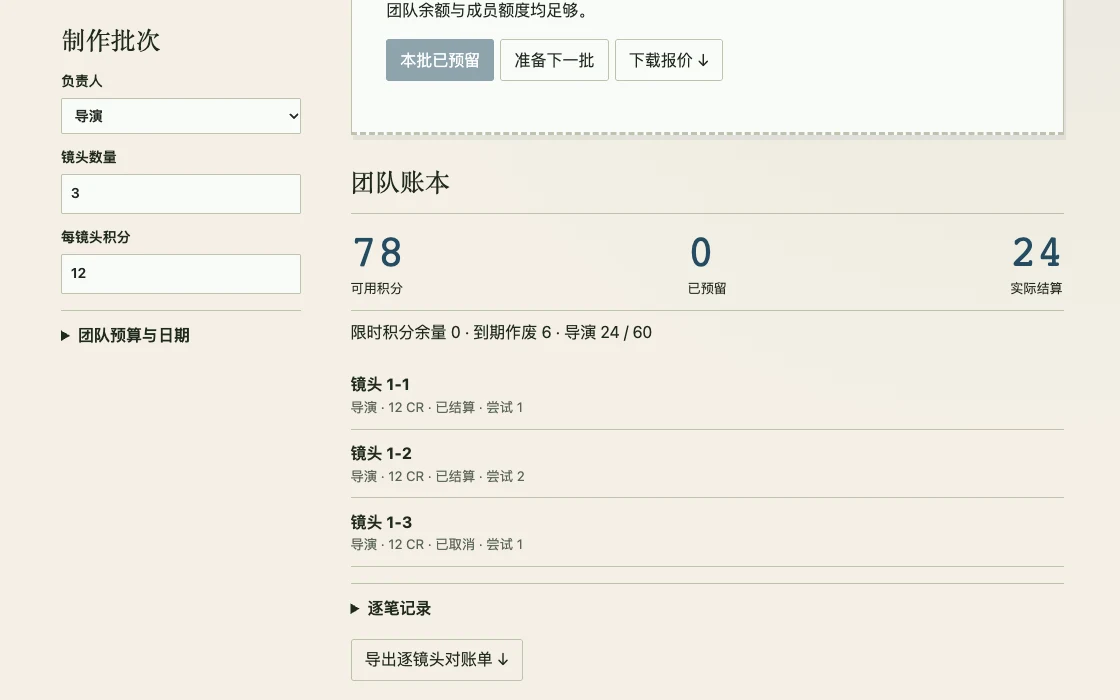 制作批次
负责人
导演
镜头数量
3
每镜头积分
12
▶ 团队预算与日期
团队余额与成员额度均足够。
本批已预留
准备下一批
下载报价 ↓
团队账本
78
可用积分
0
已预留
24
实际结算
限时积分余量 0 · 到期作废 6 · 导演 24 / 60
镜头 1-1
导演 · 12 CR · 已结算 · 尝试 1
镜头 1-2
导演 · 12 CR · 已结算 · 尝试 2
镜头 1-3
导演 · 12 CR · 已取消 · 尝试 1
▶ 逐笔记录
导出逐镜头对账单 ↓